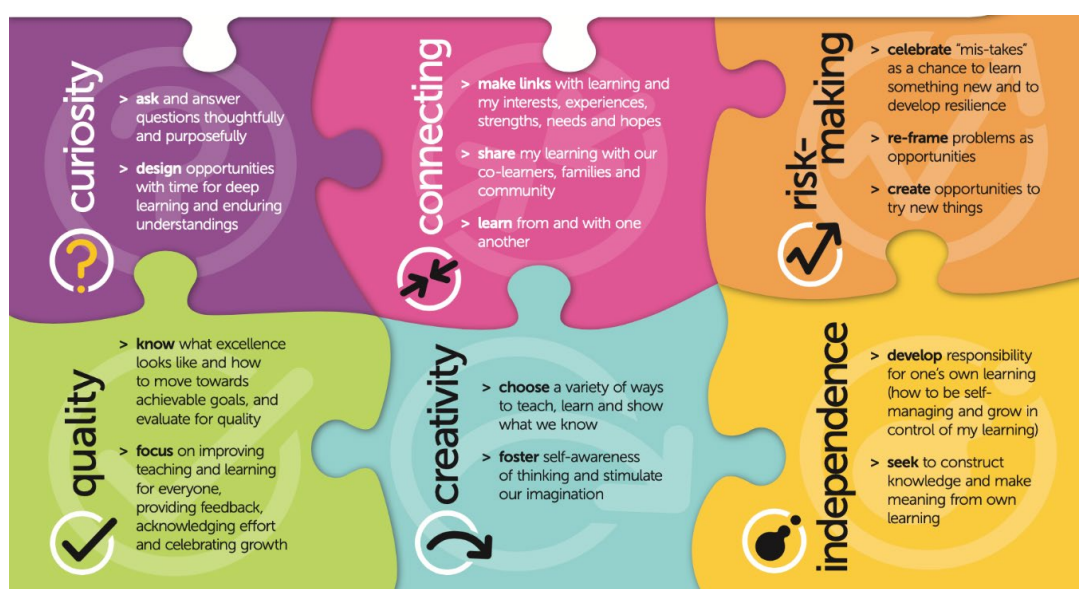 curiosity
> ask and answer
questions thoughtfully
and purposefully
> design opportunities
with time for deep
learning and enduring
understandings
?
connecting
> make links with learning and
my interests, experiences,
strengths, needs and hopes
> share my learning with our
co-learners, families and
community
> learn from and with one
another
risk-
making
> celebrate “mis-takes”
as a chance to learn
something new and to
develop resilience
> re-frame problems as
opportunities
> create opportunities to
try new things
quality
> know what excellence
looks like and how
to move towards
achievable goals, and
evaluate for quality
> focus on improving
teaching and learning
for everyone,
providing feedback,
acknowledging effort
and celebrating growth
creativity
> choose a variety of ways
to teach, learn and show
what we know
> foster self-awareness
of thinking and stimulate
our imagination
independence
> develop responsibility
for one’s own learning
(how to be self-
managing and grow in
control of my learning)
> seek to construct
knowledge and make
meaning from own
learning